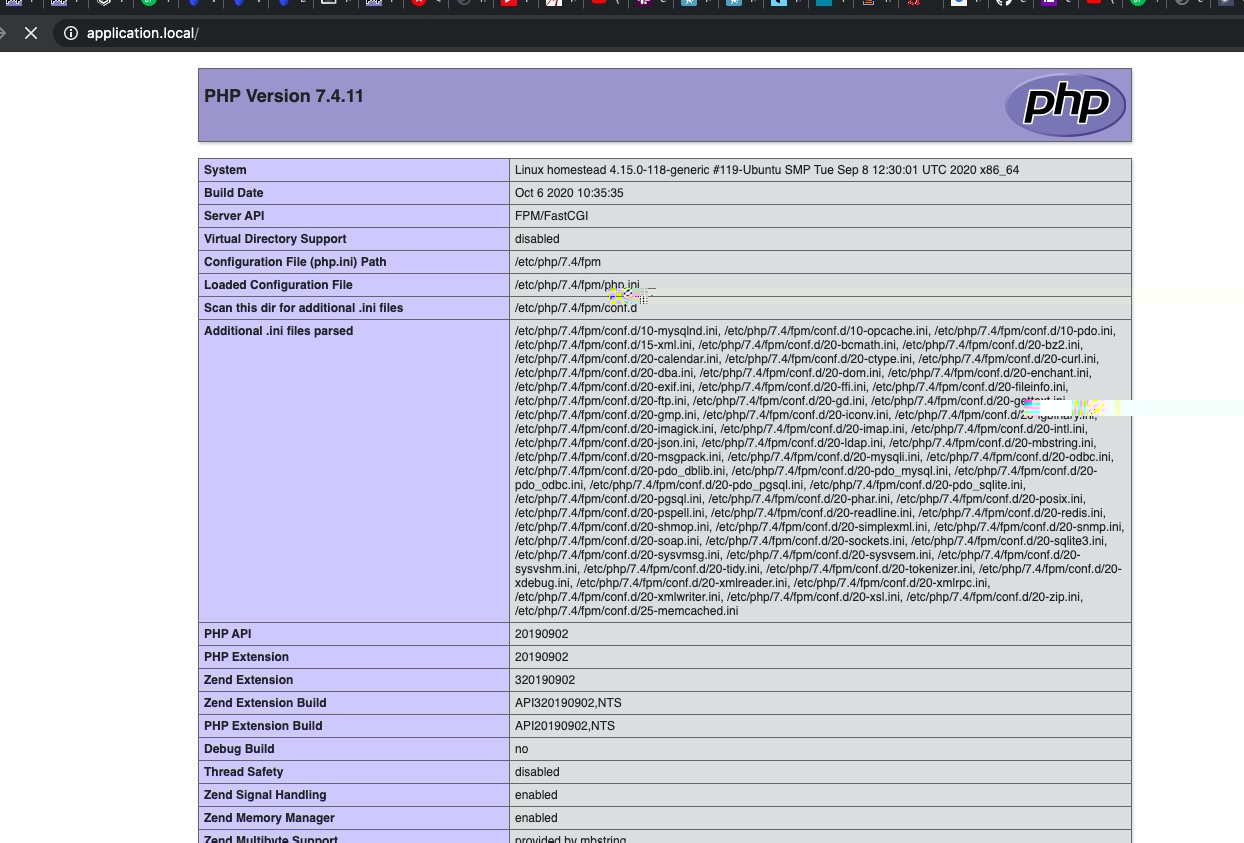 application.local/
PHP Version 7.4.11
php
System Linux homestead 4.15.0-118-generic #119-Ubuntu SMP Tue Sep 8 12:30:01 UTC 2020 x86_64
Build Date Oct 6 2020 10:35:35
Server API FPM/FastCGI
Virtual Directory Support disabled
Configuration File (php.ini) Path /etc/php/7.4/fpm
Loaded Configuration File /etc/php/7.4/fpm/php.ini
Scan this dir for additional .ini files /etc/php/7.4/fpm/conf.d
Additional .ini files parsed /etc/php/7.4/fpm/conf.d/10-mysqlnd.ini, /etc/php/7.4/fpm/conf.d/10-opcache.ini, /etc/php/7.4/fpm/conf.d/10-pdo.ini,
/etc/php/7.4/fpm/conf.d/15-xml.ini, /etc/php/7.4/fpm/conf.d/20-bcmath.ini, /etc/php/7.4/fpm/conf.d/20-bz2.ini,
/etc/php/7.4/fpm/conf.d/20-calendar.ini, /etc/php/7.4/fpm/conf.d/20-ctype.ini, /etc/php/7.4/fpm/conf.d/20-curl.ini,
/etc/php/7.4/fpm/conf.d/20-dba.ini, /etc/php/7.4/fpm/conf.d/20-dom.ini, /etc/php/7.4/fpm/conf.d/20-enchant.ini,
/etc/php/7.4/fpm/conf.d/20-exif.ini, /etc/php/7.4/fpm/conf.d/20-ffi.ini, /etc/php/7.4/fpm/conf.d/20-fileinfo.ini,
/etc/php/7.4/fpm/conf.d/20-ftp.ini, /etc/php/7.4/fpm/conf.d/20-gd.ini, /etc/php/7.4/fpm/conf.d/20-gettext.ini,
/etc/php/7.4/fpm/conf.d/20-gmp.ini, /etc/php/7.4/fpm/conf.d/20-iconv.ini, /etc/php/7.4/fpm/conf.d/20-igbinary.ini,
/etc/php/7.4/fpm/conf.d/20-imagick.ini, /etc/php/7.4/fpm/conf.d/20-imap.ini, /etc/php/7.4/fpm/conf.d/20-intl.ini,
/etc/php/7.4/fpm/conf.d/20-json.ini, /etc/php/7.4/fpm/conf.d/20-ldap.ini, /etc/php/7.4/fpm/conf.d/20-mbstring.ini,
/etc/php/7.4/fpm/conf.d/20-msgpack.ini, /etc/php/7.4/fpm/conf.d/20-mysqli.ini, /etc/php/7.4/fpm/conf.d/20-odbc.ini,
/etc/php/7.4/fpm/conf.d/20-pdo_dblib.ini, /etc/php/7.4/fpm/conf.d/20-pdo_mysql.ini, /etc/php/7.4/fpm/conf.d/20-
pdo_odbc.ini, /etc/php/7.4/fpm/conf.d/20-pdo_pgsql.ini, /etc/php/7.4/fpm/conf.d/20-pdo_sqlite.ini,
/etc/php/7.4/fpm/conf.d/20-pgsql.ini, /etc/php/7.4/fpm/conf.d/20-phar.ini, /etc/php/7.4/fpm/conf.d/20-posix.ini,
/etc/php/7.4/fpm/conf.d/20-pspell.ini, /etc/php/7.4/fpm/conf.d/20-readline.ini, /etc/php/7.4/fpm/conf.d/20-redis.ini,
/etc/php/7.4/fpm/conf.d/20-shmop.ini, /etc/php/7.4/fpm/conf.d/20-simplexml.ini, /etc/php/7.4/fpm/conf.d/20-snmp.ini,
/etc/php/7.4/fpm/conf.d/20-soap.ini, /etc/php/7.4/fpm/conf.d/20-sockets.ini, /etc/php/7.4/fpm/conf.d/20-sqlite3.ini,
/etc/php/7.4/fpm/conf.d/20-sysvmsg.ini, /etc/php/7.4/fpm/conf.d/20-sysvsem.ini, /etc/php/7.4/fpm/conf.d/20-
sysvshm.ini, /etc/php/7.4/fpm/conf.d/20-tidy.ini, /etc/php/7.4/fpm/conf.d/20-tokenizer.ini, /etc/php/7.4/fpm/conf.d/20-
xdebug.ini, /etc/php/7.4/fpm/conf.d/20-xmlreader.ini, /etc/php/7.4/fpm/conf.d/20-xmlrpc.ini,
/etc/php/7.4/fpm/conf.d/20-xmlwriter.ini, /etc/php/7.4/fpm/conf.d/20-xsl.ini, /etc/php/7.4/fpm/conf.d/20-zip.ini,
/etc/php/7.4/fpm/conf.d/25-memcached.ini
PHP API 20190902
PHP Extension 20190902
Zend Extension 320190902
Zend Extension Build API320190902,NTS
PHP Extension Build API20190902,NTS
Debug Build no
Thread Safety disabled
Zend Signal Handling enabled
Zend Memory Manager enabled
Zend Multibyte Support provided by mbstring